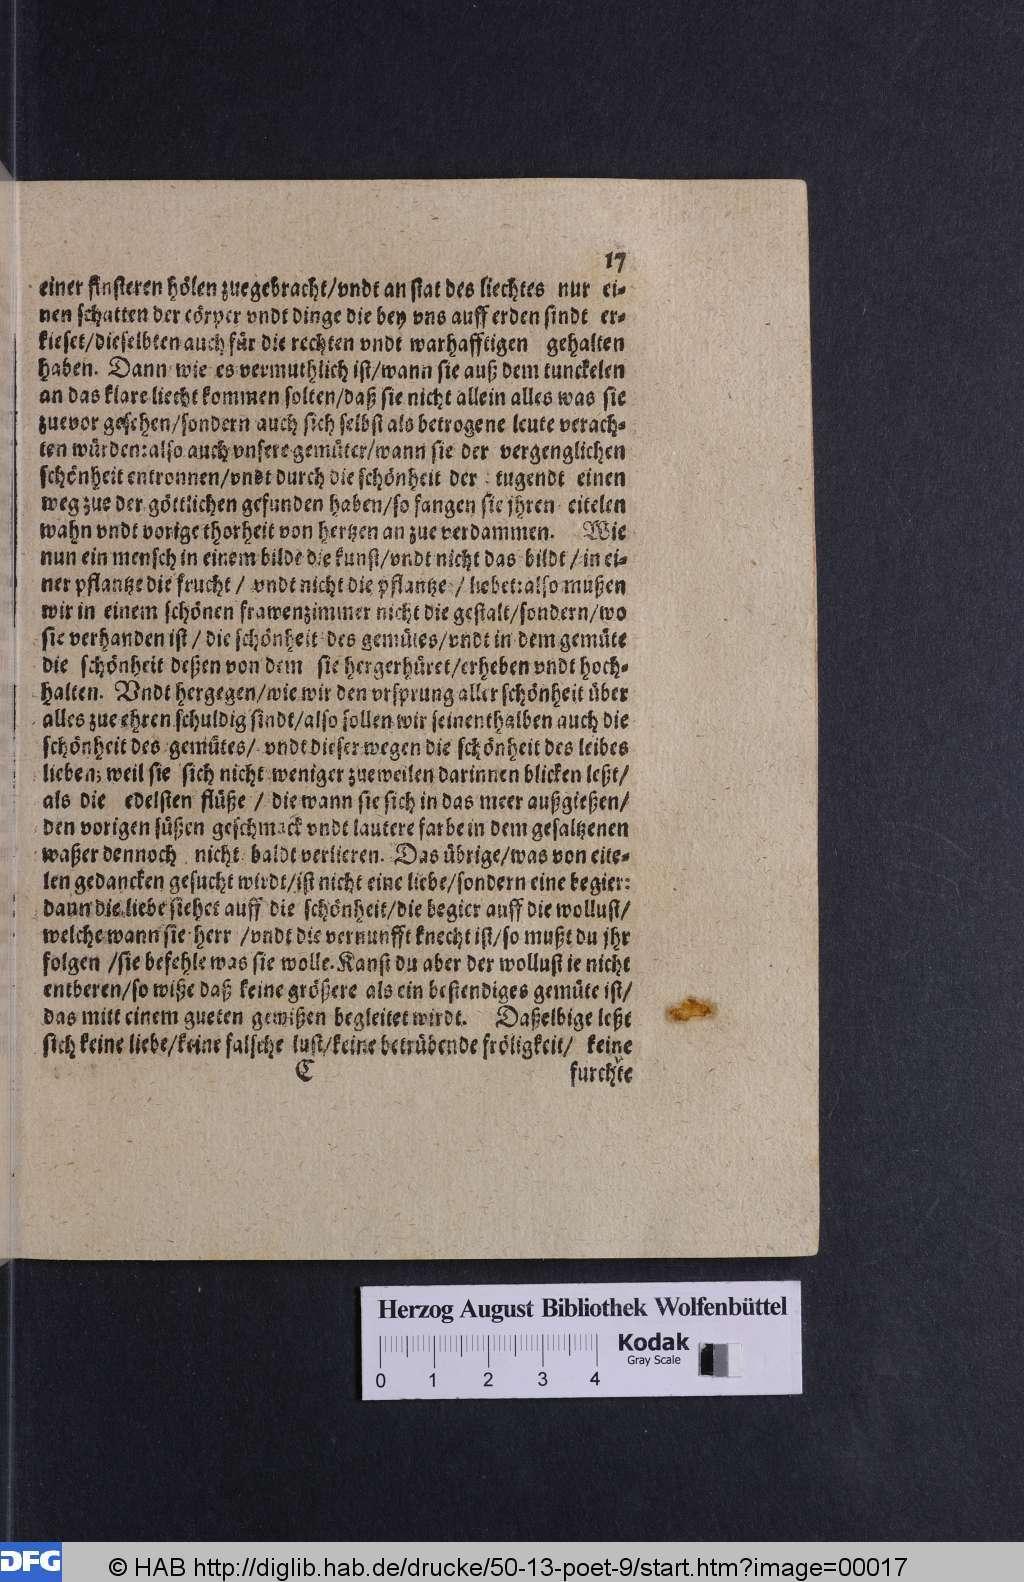 17
einer finsteren hölen zuegebracht/vndt an stat des liechtes nur ei-
nen schatten der cörper vndt dinge die bey vns auff erden sindt er-
kieset/dieselbten auch für die rechten vndt warhafftigen gehalten
haben. Dann wie es vermuthlich ist/wann sie auß dem tunckelen
an das klare liecht kommen solten/daß sie nicht allein alles was sie
zuevor gesehen/sondern auch sich selbst als betrogene leute verach-
ten würden:also auch vnsere gemüter/wann sie der vergenglichen
schönheit entronnen/vndt durch die schönheit der tugendt einen
weg zue der göttlichen gefunden haben/so fangen sie jhren eitelen
wahn vndt vorige thorheit von hertzen an zue verdammen. Wie
nun ein mensch in einem bilde die kunst/vndt nicht das bildt/in ei-
ner pflantze die frucht/ vndt nicht die pflantze/liebet:also müßen
wir in einem schönen frawenzimmer nicht die gestalt/sondern/wo
sie verhanden ist/ die schönheit des gemütes/vndt in dem gemüte
die schönheit deßen von dem sie hergerhüret/erheben vndt hoch-
halten. Vndt hergegen/wie wir den vrsprung aller schönheit über
alles zue ehren schuldig sindt/also sollen wir seinenthalben auch die
schönheit des gemütes/ vndt dieser wegen die schönheit des leibes
lieben; weil sie sich nicht weniger zueweilen darinnen blicken leßt/
als die edelsten flüße / die wann sie sich in das meer außgießen/
den vorigen süßen geschmack vndt lautere farbe in dem gesaltzenen
waßer dennoch nicht baldt verlieren. Das übrige/was von eite-
len gedancken gesucht wirdt/ist nicht eine liebe/sondern eine begier:
dann die liebe siehet auff die schönheit/die begier auff die wollust/
welche wann sie herr /vndt die vernunfft knecht ist/so mußt du jhr
folgen /sie befehle was sie wolle. Kanst du aber der wollust ie nicht
entberen/so wiße daß keine größere als ein bestendiges gemüte ist/
das mitt einem gueten gewißen begleitet wirdt. Daßelbige leßt
sich keine liebe/keine falsche lust/keine betrübende fröligkeit/ keine
C furchte
Herzog August Bibliothek Wolfenbüttel
Kodak
Gray Scale
0 1 2 3 4
DFG © HAB http://diglib.hab.de/drucke/50-13-poet-9/start.htm?image=00017